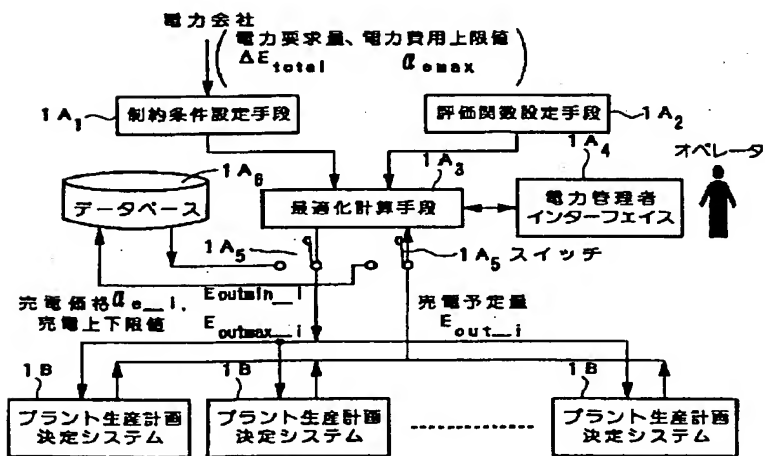 電力会社
電力要求量、電力費用上限値
ΔEtotal αemax
1A1
制約条件設定手段
評価関数設定手段
1A2
1A4
オペレータ
1A6
データベース
1A3
最適化計算手段
電力管理者
インターフェイス
1A5
1A5 スイッチ
売電価格αe_i,
売電上下限値
Eoutmin_i
Eoutmax_i
売電予定量
Eout_i
1B
1B
1B
プラント生産計画
決定システム
プラント生産計画
決定システム
プラント生産計画
決定システム